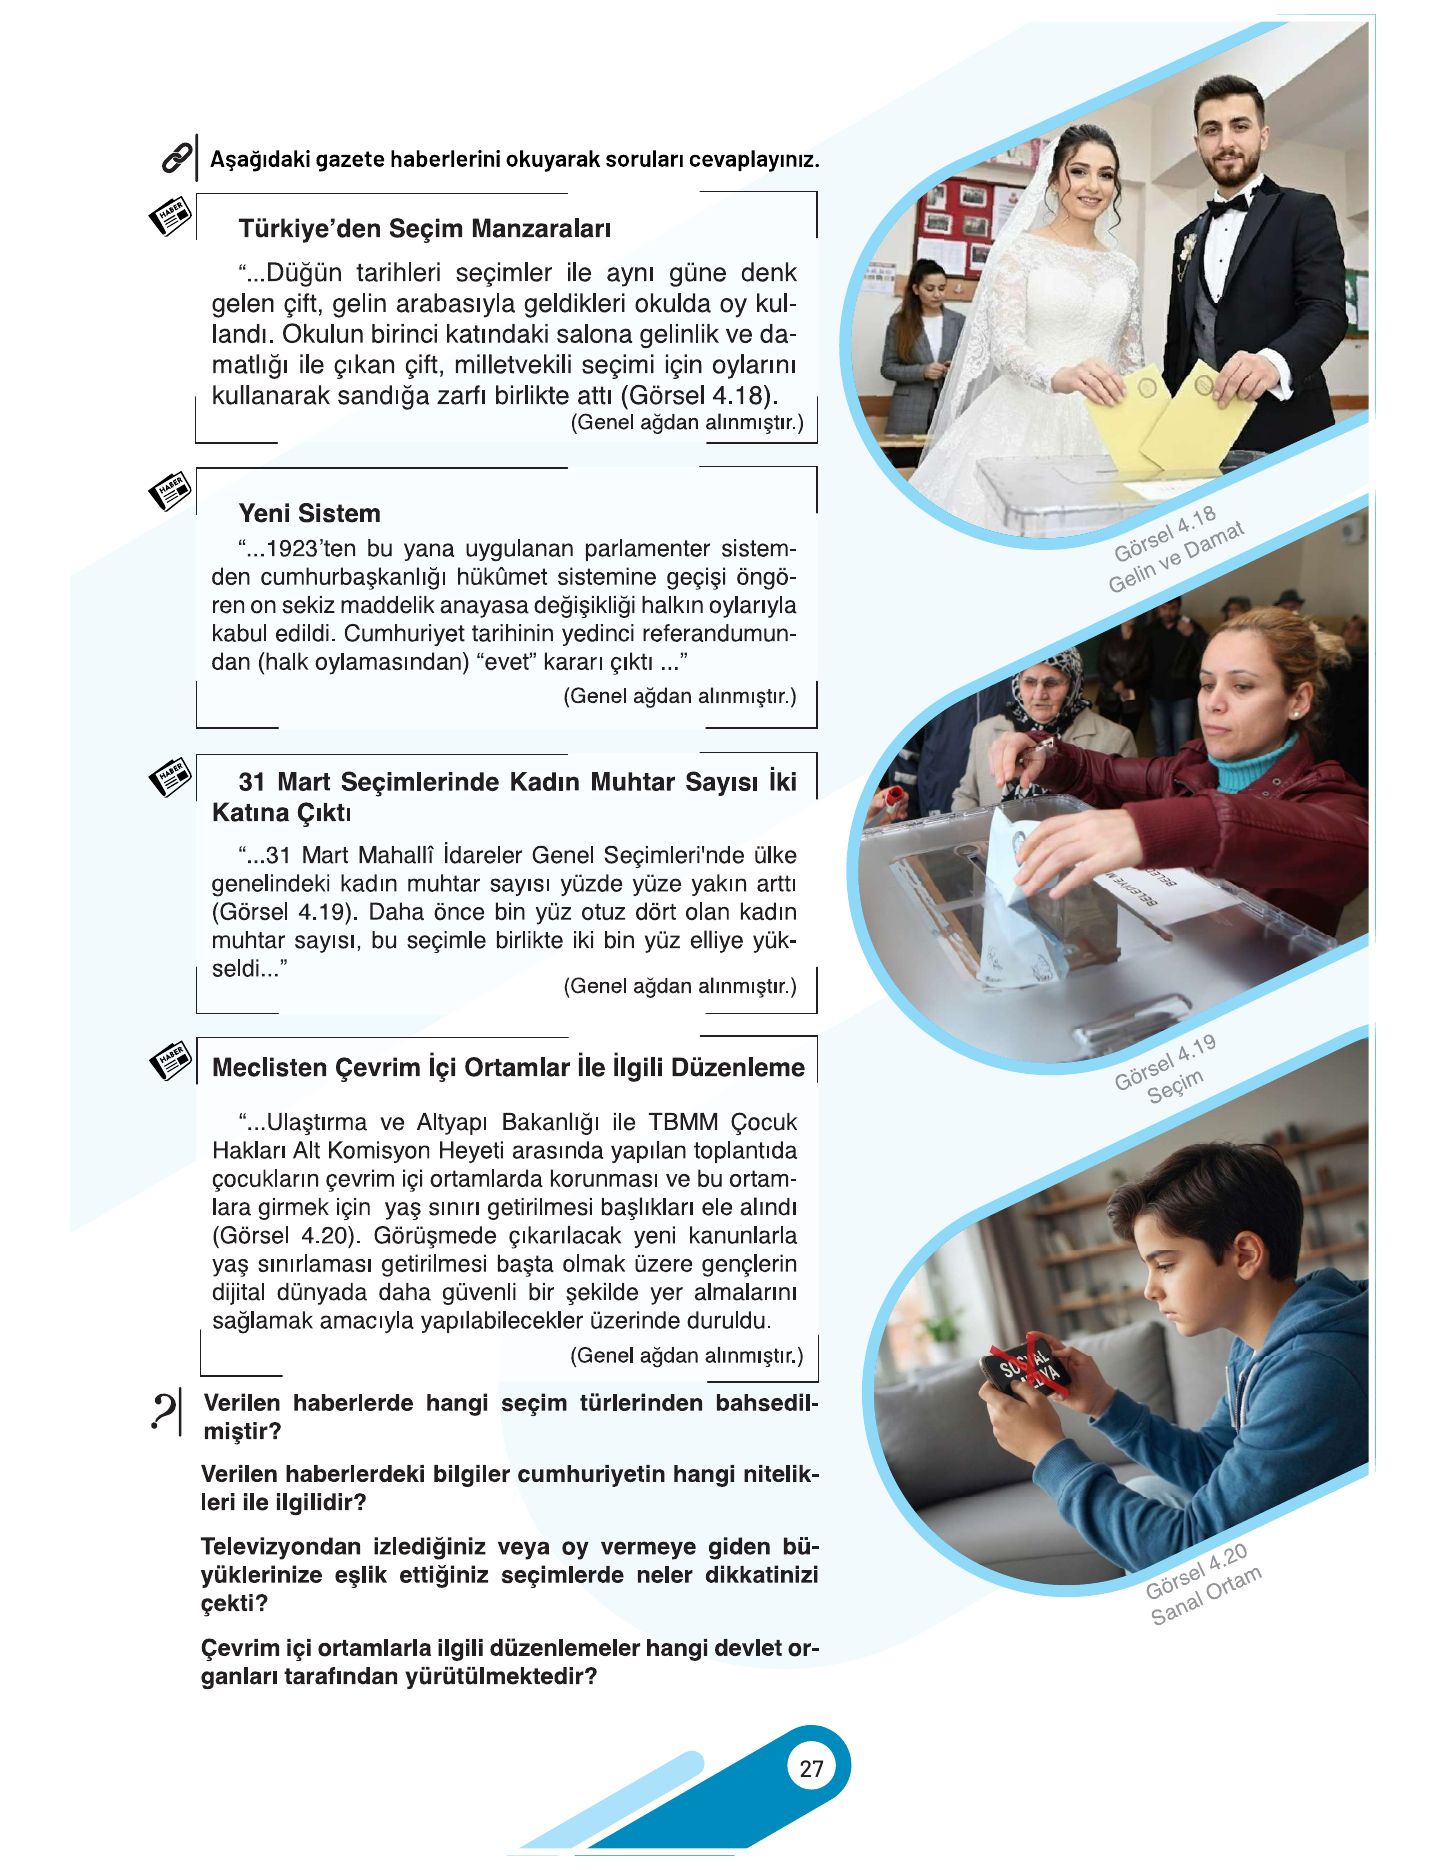 Aşağıdaki gazete haberlerini okuyarak soruları cevaplayınız.
HABER
Türkiye’den Seçim Manzaraları
“...Düğün tarihleri seçimler ile aynı güne denk
gelen çift, gelin arabasıyla geldikleri okulda oy kul-
landı. Okulun birinci katındaki salona gelinlik ve da-
matlığı ile çıkan çift, milletvekili seçimi için oylarını
kullanarak sandığa zarfı birlikte attı (Görsel 4.18).
(Genel ağdan alınmıştır.)
HABER
Yeni Sistem
“...1923’ten bu yana uygulanan parlamenter sistem-
den cumhurbaşkanlığı hükûmet sistemine geçişi öngö-
ren on sekiz maddelik anayasa değişikliği halkın oylarıyla
kabul edildi. Cumhuriyet tarihinin yedinci referandumun-
dan (halk oylamasından) “evet” kararı çıktı ...”
(Genel ağdan alınmıştır.)
HABER
31 Mart Seçimlerinde Kadın Muhtar Sayısı İki
Katına Çıktı
“...31 Mart Mahallî İdareler Genel Seçimleri'nde ülke
genelindeki kadın muhtar sayısı yüzde yüze yakın arttı
(Görsel 4.19). Daha önce bin yüz otuz dört olan kadın
muhtar sayısı, bu seçimle birlikte iki bin yüz elliye yük-
seldi...”
(Genel ağdan alınmıştır.)
HABER
Meclisten Çevrim İçi Ortamlar İle İlgili Düzenleme
“...Ulaştırma ve Altyapı Bakanlığı ile TBMM Çocuk
Hakları Alt Komisyon Heyeti arasında yapılan toplantıda
çocukların çevrim içi ortamlarda korunması ve bu ortam-
lara girmek için yaş sınırı getirilmesi başlıkları ele alındı
(Görsel 4.20). Görüşmede çıkarılacak yeni kanunlarla
yaş sınırlaması getirilmesi başta olmak üzere gençlerin
dijital dünyada daha güvenli bir şekilde yer almalarını
sağlamak amacıyla yapılabilecekler üzerinde duruldu.
(Genel ağdan alınmıştır.)
Verilen haberlerde hangi seçim türlerinden bahsedil-
miştir?
Verilen haberlerdeki bilgiler cumhuriyetin hangi nitelik-
leri ile ilgilidir?
Televizyondan izlediğiniz veya oy vermeye giden bü-
yüklerinize eşlik ettiğiniz seçimlerde neler dikkatinizi
çekti?
Çevrim içi ortamlarla ilgili düzenlemeler hangi devlet or-
ganları tarafından yürütülmektedir?
Görsel 4.18
Gelin ve Damat
BELEDİYE M
Görsel 4.19
Seçim
Görsel 4.20
Sanal Ortam
27